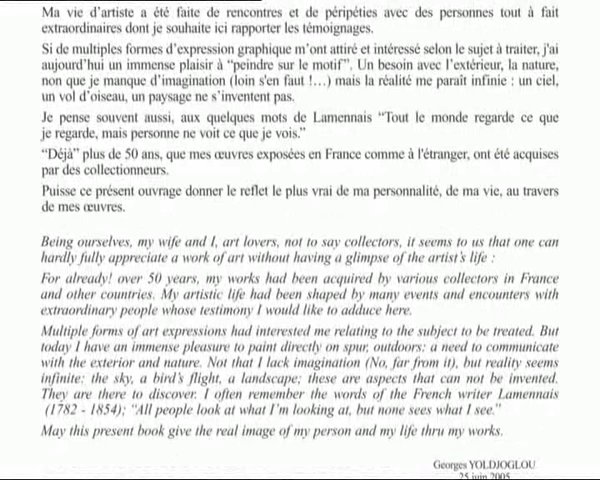 Ma vie d'artiste a été faite de rencontres et de péripéties avec des personnes tout à fait
extraordinaires dont je souhaite ici rapporter les témoignages.
Si de multiples formes d'expression graphique m'ont attiré et intéressé selon le sujet à traiter, j'ai
aujourd'hui un immense plaisir à “peindre sur le motif”. Un besoin avec l'extérieur, la nature,
non que je manque d'imagination (loin s'en faut !…) mais la réalité me paraît infinie : un ciel,
un vol d'oiseau, un paysage ne s'inventent pas.
Je pense souvent aussi, aux quelques mots de Lamennais “Tout le monde regarde ce que
je regarde, mais personne ne voit ce que je vois.”
“Déjà” plus de 50 ans, que mes œuvres exposées en France comme à l'étranger, ont été acquises
par des collectionneurs.
Puisse ce présent ouvrage donner le reflet le plus vrai de ma personnalité, de ma vie, au travers
de mes œuvres.
Being ourselves, my wife and I, art lovers, not to say collectors, it seems to us that one can
hardly fully appreciate a work of art without having a glimpse of the artist's life :
For already! over 50 years, my works had been acquired by various collectors in France
and other countries. My artistic life had been shaped by many events and encounters with
extraordinary people whose testimony I would like to adduce here.
Multiple forms of art expressions had interested me relating to the subject to be treated. But
today I have an immense pleasure to paint directly on spur, outdoors: a need to communicate
with the exterior and nature. Not that I lack imagination (No, far from it), but reality seems
infinite: the sky, a bird's flight, a landscape; these are aspects that can not be invented.
They are there to discover. I often remember the words of the French writer Lamennais
(1782 - 1854); “All people look at what I'm looking at, but none sees what I see.”
May this present book give the real image of my person and my life thru my works.
Georges YOLDJOGLOU
25 juin 2005